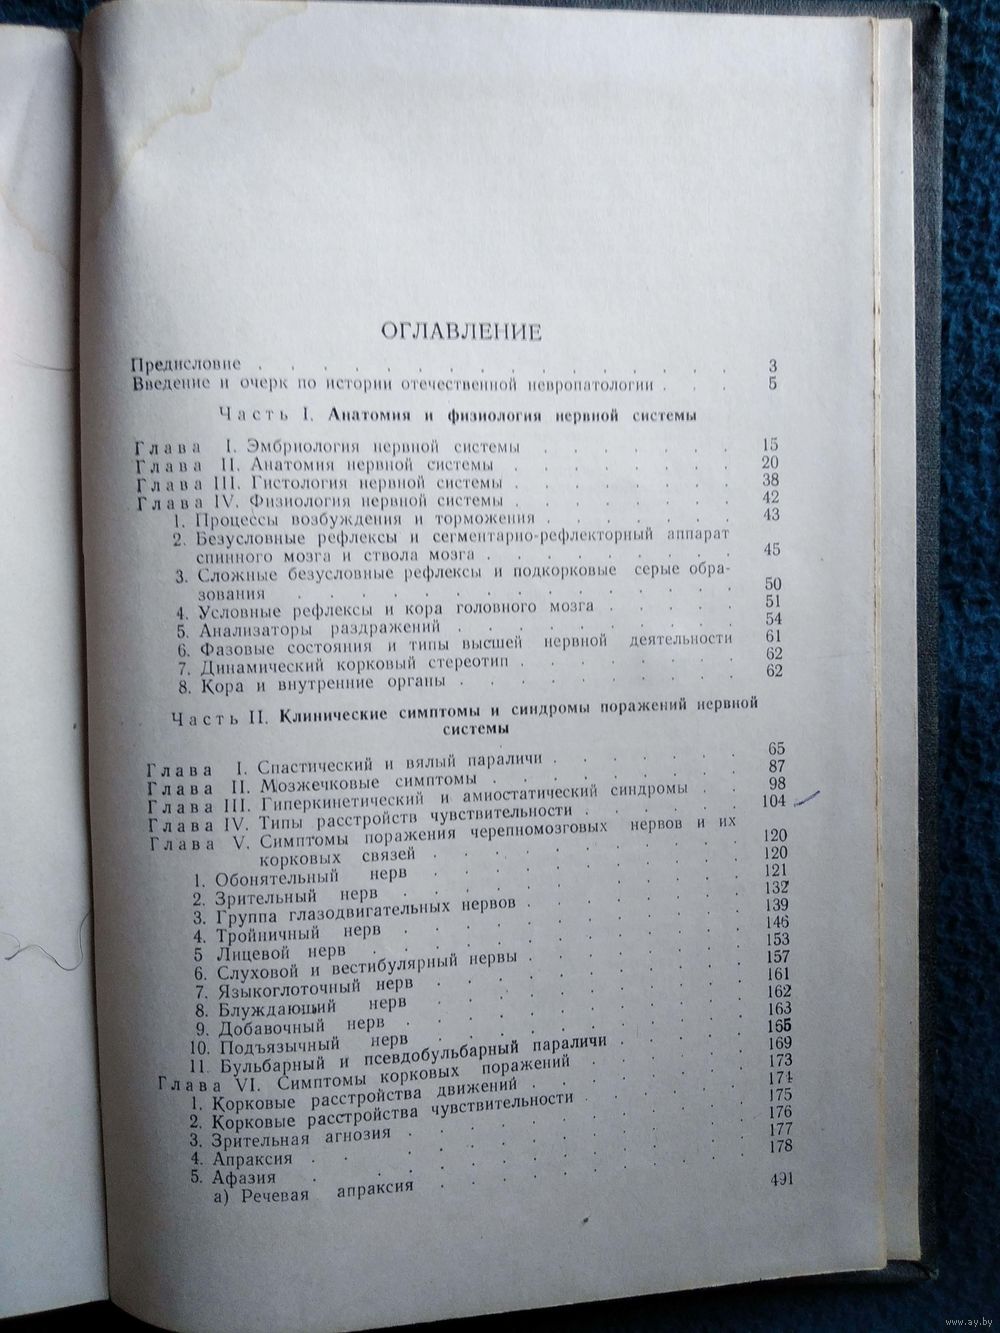 ОГЛАВЛЕНИЕ
Предисловие . . . . . . . . . . . . 3
Введение и очерк по истории отечественной невропатологии . . . 5
Часть I. Анатомия и физиология нервной системы
Глава I. Эмбриология нервной системы . . . . . . 15
Глава II. Анатомия нервной системы . . . . . . . 20
Глава III. Гистология нервной системы . . . . . . . 38
Глава IV. Физиология нервной системы . . . . . . . 42
1. Процессы возбуждения и торможения . . . . . . 43
2. Безусловные рефлексы и сегментарно-рефлекторный аппарат
спинного мозга и ствола мозга . . . . . . . . 45
3. Сложные безусловные рефлексы и подкорковые серые обра-
зования . . . . . . . . . . . . 50
4. Условные рефлексы и кора головного мозга . . . . . 51
5. Анализаторы раздражений . . . . . . . . . 54
6. Фазовые состояния и типы высшей нервной деятельности 61
7. Динамический корковый стереотип . . . . . . . 62
8. Кора и внутренние органы . . . . . . . . . 62
Часть II. Клинические симптомы и синдромы поражений нервной
системы
Глава I. Спастический и вялый параличи . . . . . . 65
Глава II. Мозжечковые симптомы . . . . . . . . 87
Глава III. Гиперкинетический и амиостатический синдромы . . 98
Глава IV. Типы расстройств чувствительности . . . . . 104
Глава V. Симптомы поражения черепномозговых нервов и их
корковых связей . . . . . . . . . 120
1. Обонятельный нерв . . . . . . . . . 120
2. Зрительный нерв . . . . . . . . . 121
3. Группа глазодвигательных нервов . . . . . . 132
4. Тройничный нерв . . . . . . . . . 139
5 Лицевой нерв . . . . . . . . . . 146
6. Слуховой и вестибулярный нервы . . . . . . 153
7. Языкоглоточный нерв . . . . . . . . 157
8. Блуждающий нерв . . . . . . . . . 161
9. Добавочный нерв . . . . . . . . . 162
10. Подъязычный нерв . . . . . . . . . 163
11. Бульбарный и псевдобульбарный параличи . . . . 165
Глава VI. Симптомы корковых поражений . . . . . 169
1. Корковые расстройства движений . . . . . . 173
2. Корковые расстройства чувствительности . . . . . 174
3. Зрительная агнозия . . . . . . . . . 175
4. Апраксия . . . . . . . . . . . 176
5. Афазия . . . . . . . . . . . 177
а) Речевая апраксия . . . . . . . . 178
491
www.ay.by